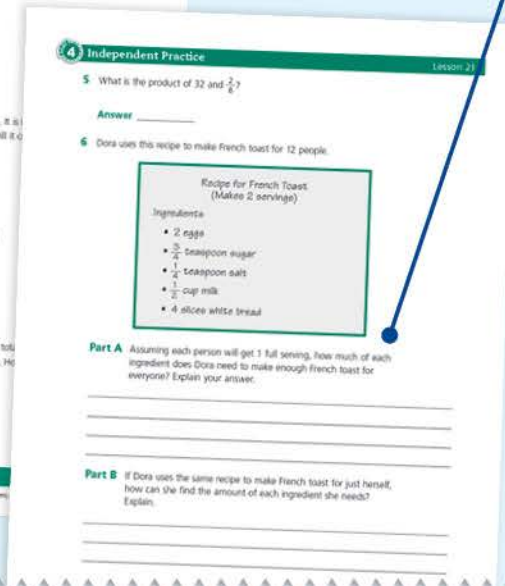 4 Independent Practice
Lesson 21
5 What is the product of 32 and 2/6?
Answer
6 Dora uses this recipe to make French toast for 12 people.
Recipe for French Toast
(Makes 2 servings)
Ingredients
• 2 eggs
• 3/4 teaspoon sugar
• 1/4 teaspoon salt
• 1/2 cup milk
• 4 slices white bread
Part A Assuming each person will get 1 full serving, how much of each
ingredient does Dora need to make enough French toast for
everyone? Explain your answer.
Part B If Dora uses the same recipe to make French toast for just herself,
how can she find the amount of each ingredient she needs?
Explain.